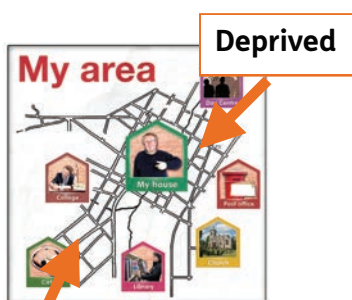 Deprived
My area
My house
College
Post office
Church
Library